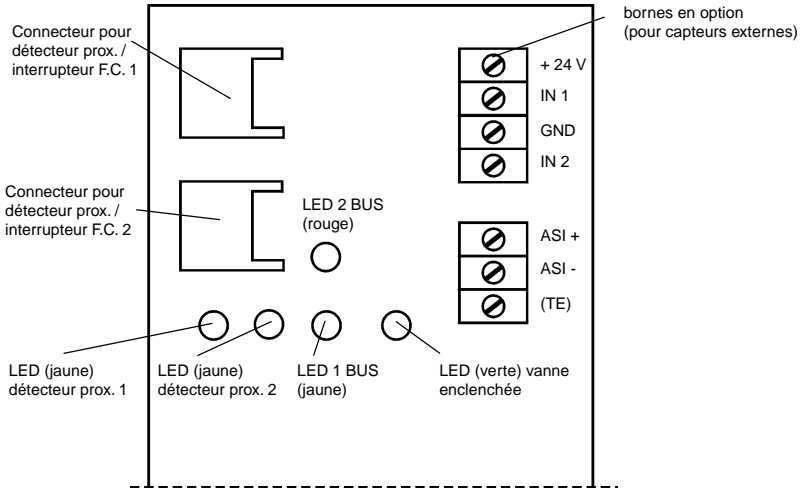 Connecteur pour
détecteur prox. /
interrupteur F.C. 1
bornes en option
(pour capteurs externes)
+ 24 V
IN 1
GND
IN 2
Connecteur pour
détecteur prox. /
interrupteur F.C. 2
LED 2 BUS
(rouge)
ASI +
ASI -
(TE)
LED (jaune)
détecteur prox. 1
LED (jaune)
détecteur prox. 2
LED 1 BUS
(jaune)
LED (verte) vanne
enclenchée